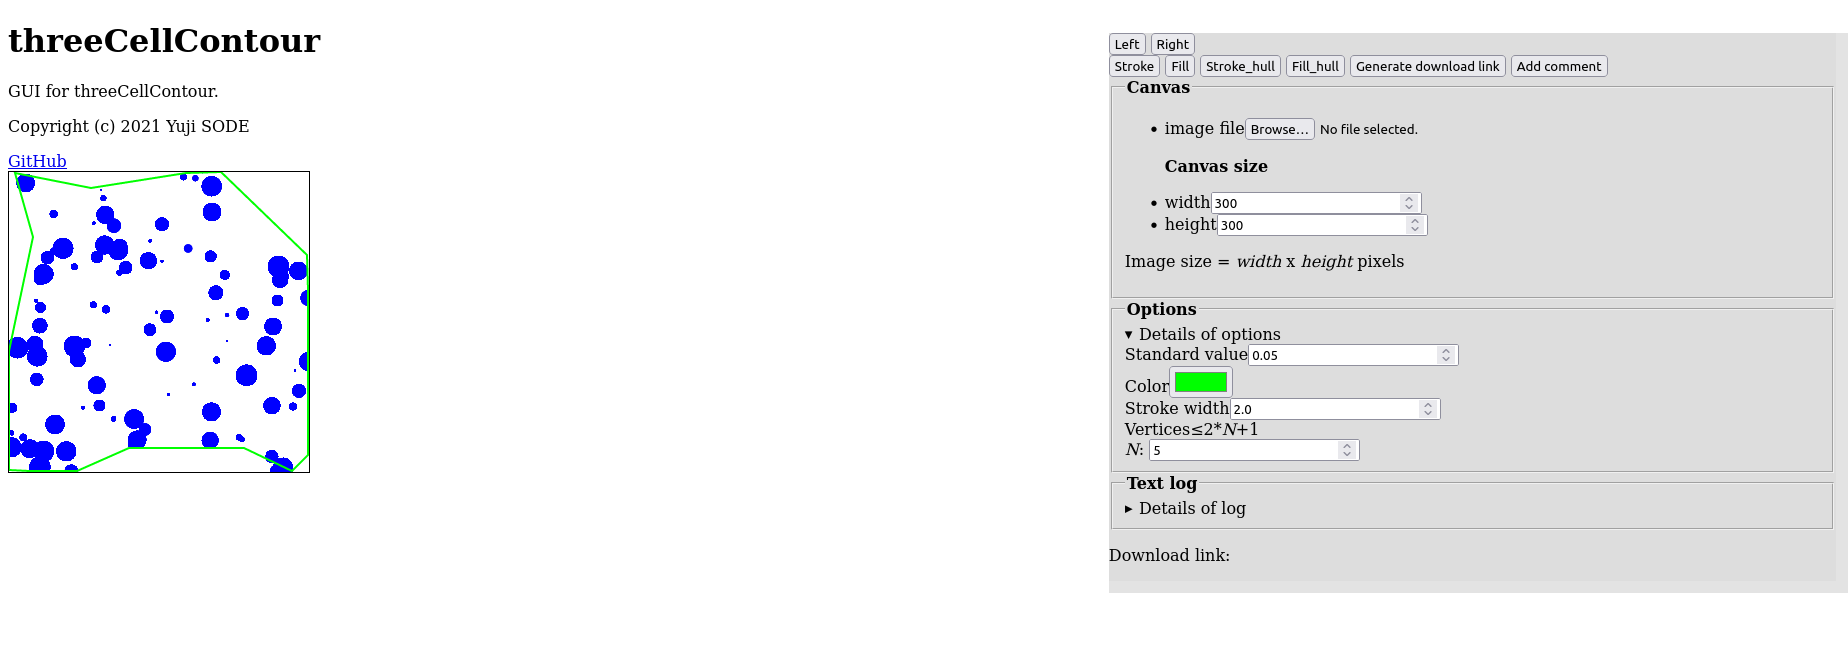 threeCellContour
GUI for threeCellContour.
Copyright (c) 2021 Yuji SODE
GitHub
Left Right
Stroke Fill Stroke_hull Fill_hull Generate download link Add comment
Canvas
• image file Browse... No file selected.
Canvas size
• width 300
• height 300
Image size = width x height pixels
Options
▾ Details of options
Standard value 0.05
Color
Stroke width 2.0
Vertices≤2*N+1
N: 5
Text log
▸ Details of log
Download link: